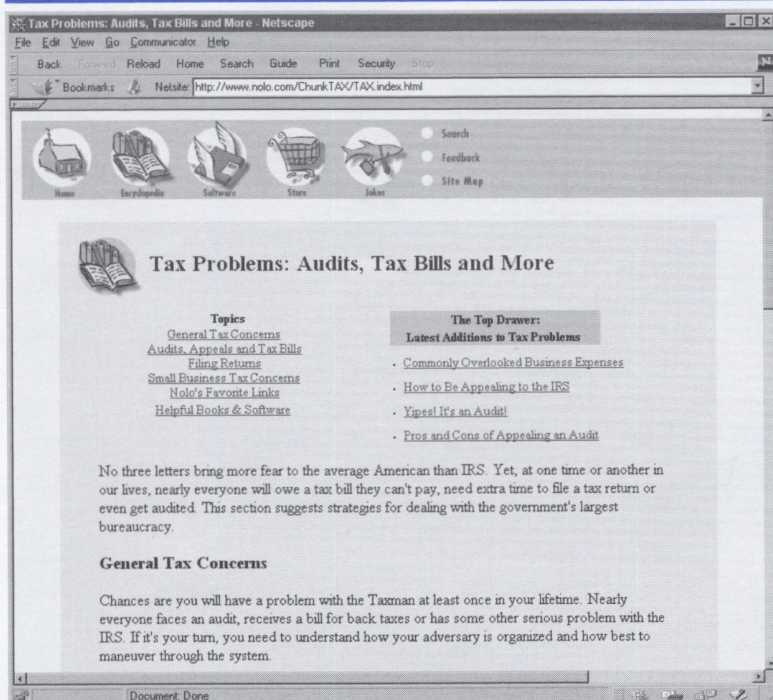 Tax Problems: Audits, Tax Bills and More - Netscape
File Edit View Go Communicator Help
Back Forward Reload Home Search Guide Print Security Stop
Bookmarks Netsite: http://www.nolo.com/ChunkTAX/TAX.index.html
Home Encyclopedia Software Store Jokes
Search
Feedback
Site Map
Tax Problems: Audits, Tax Bills and More
Topics
General Tax Concerns
Audits, Appeals and Tax Bills
Filing Returns
Small Business Tax Concerns
Nolo's Favorite Links
Helpful Books & Software
The Top Drawer:
Latest Additions to Tax Problems
Commonly Overlooked Business Expenses
How to Be Appealing to the IRS
Yipes! It's an Audit!
Pros and Cons of Appealing an Audit
No three letters bring more fear to the average American than IRS. Yet, at one time or another in
our lives, nearly everyone will owe a tax bill they can't pay, need extra time to file a tax return or
even get audited. This section suggests strategies for dealing with the government's largest
bureaucracy.
General Tax Concerns
Chances are you will have a problem with the Taxman at least once in your lifetime. Nearly
everyone faces an audit, receives a bill for back taxes or has some other serious problem with the
IRS. If it's your turn, you need to understand how your adversary is organized and how best to
maneuver through the system.
Document: Done